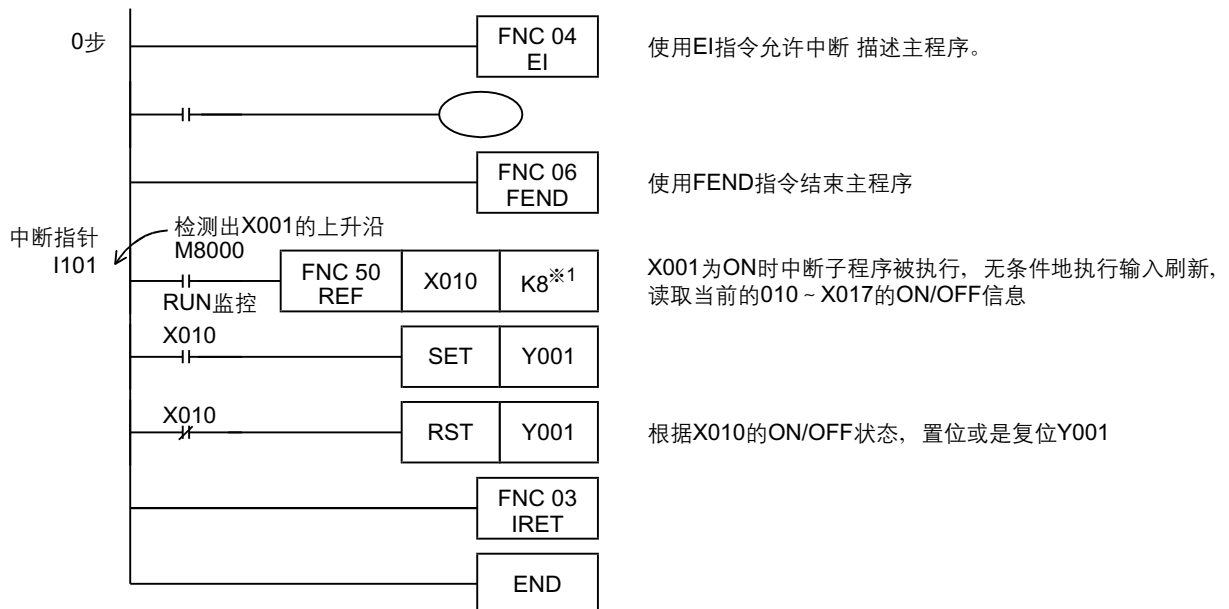 0步
FNC 04
EI
使用EI指令允许中断 描述主程序。
FNC 06
FEND
使用FEND指令结束主程序
中断指针
I101
检测出X001的上升沿
M8000
RUN监控
FNC 50
REF
X010
K8※1
X001为ON时中断子程序被执行，无条件地执行输入刷新，
读取当前的010~X017的ON/OFF信息
X010
SET
Y001
X010
RST
Y001
根据X010的ON/OFF状态，置位或是复位Y001
FNC 03
IRET
END